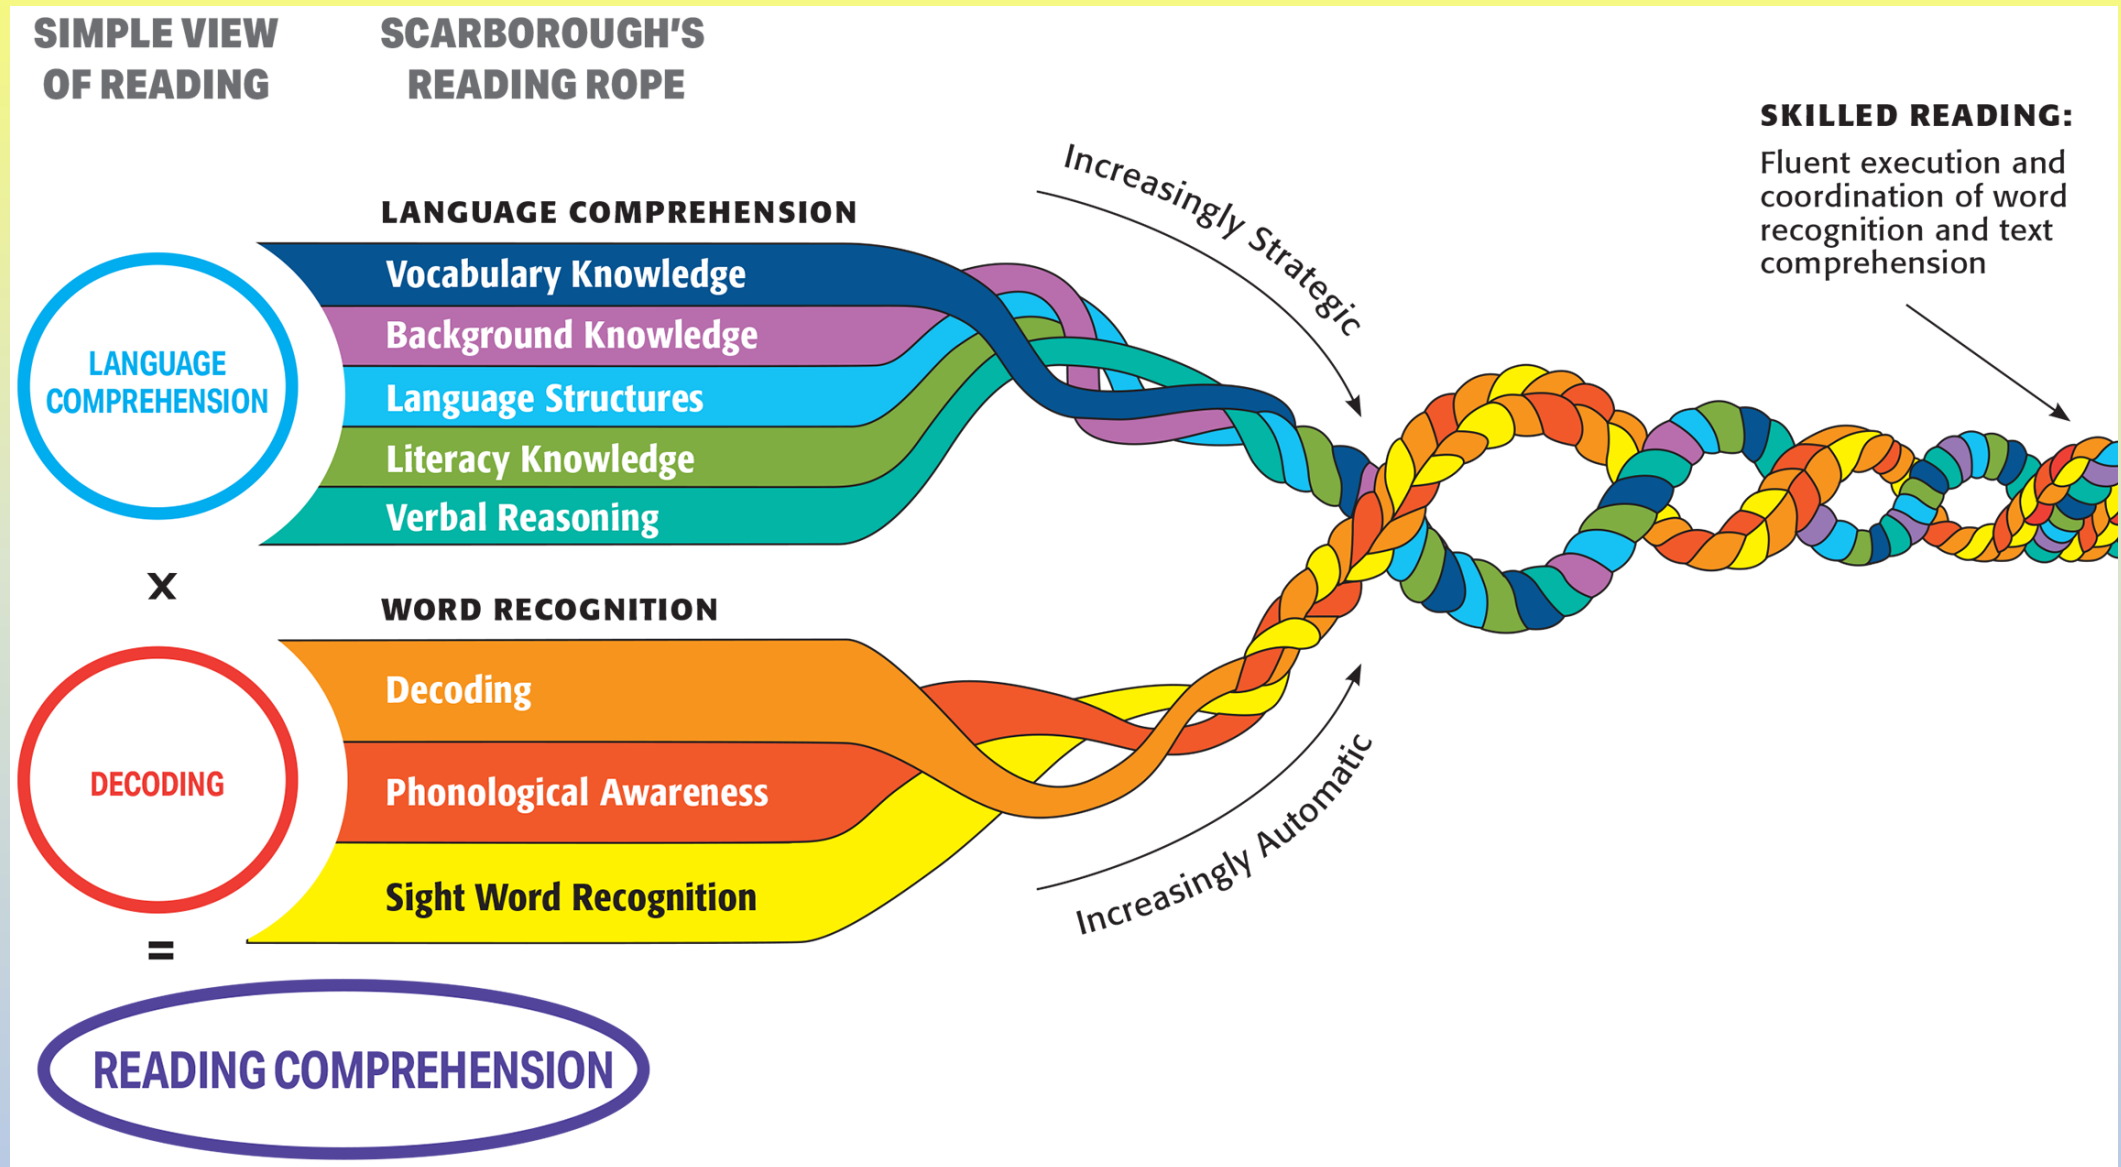 SIMPLE VIEW
OF READING
SCARBOROUGH'S
READING ROPE
LANGUAGE
COMPREHENSION
x
DECODING
=
READING COMPREHENSION
LANGUAGE COMPREHENSION
Vocabulary Knowledge
Background Knowledge
Language Structures
Literacy Knowledge
Verbal Reasoning
WORD RECOGNITION
Decoding
Phonological Awareness
Sight Word Recognition
Increasingly Strategic
Increasingly Automatic
SKILLED READING:
Fluent execution and
coordination of word
recognition and text
comprehension